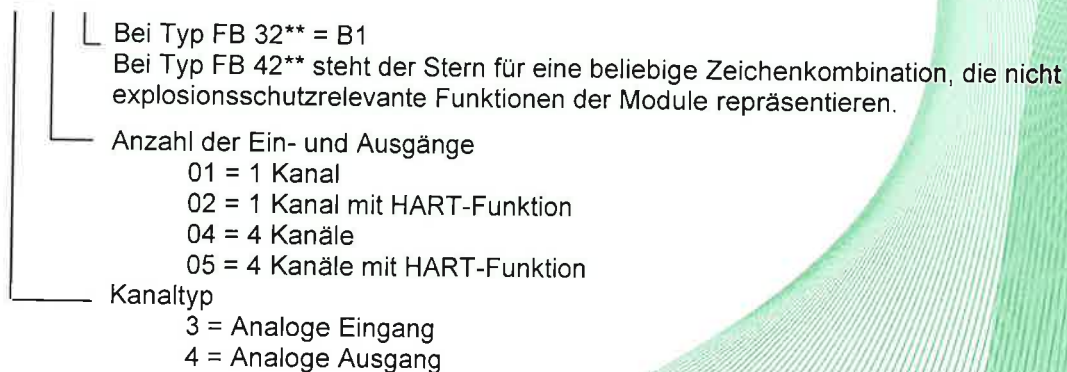 Bei Typ FB 32** = B1
Bei Typ FB 42** steht der Stern für eine beliebige Zeichenkombination, die nicht
explosionsschutzrelevante Funktionen der Module repräsentieren.
Anzahl der Ein- und Ausgänge
01 = 1 Kanal
02 = 1 Kanal mit HART-Funktion
04 = 4 Kanäle
05 = 4 Kanäle mit HART-Funktion
Kanaltyp
3 = Analoge Eingang
4 = Analoge Ausgang